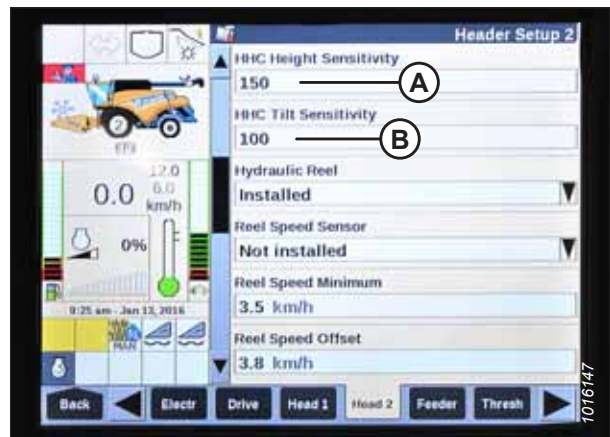 Header Setup 2
HHC Height Sensitivity
150
A
HHC Tilt Sensitivity
100
B
Hydraulic Reel
Installed
Reel Speed Sensor
Not installed
Reel Speed Minimum
3.5 km/h
Reel Speed Offset
3.8 km/h
2
12.0
0.0 6.0
km/h
0%
9:25 am - Jan 13, 2016
MAN
Back Electr Drive Head 1 Head 2 Feeder Thresh
1016147